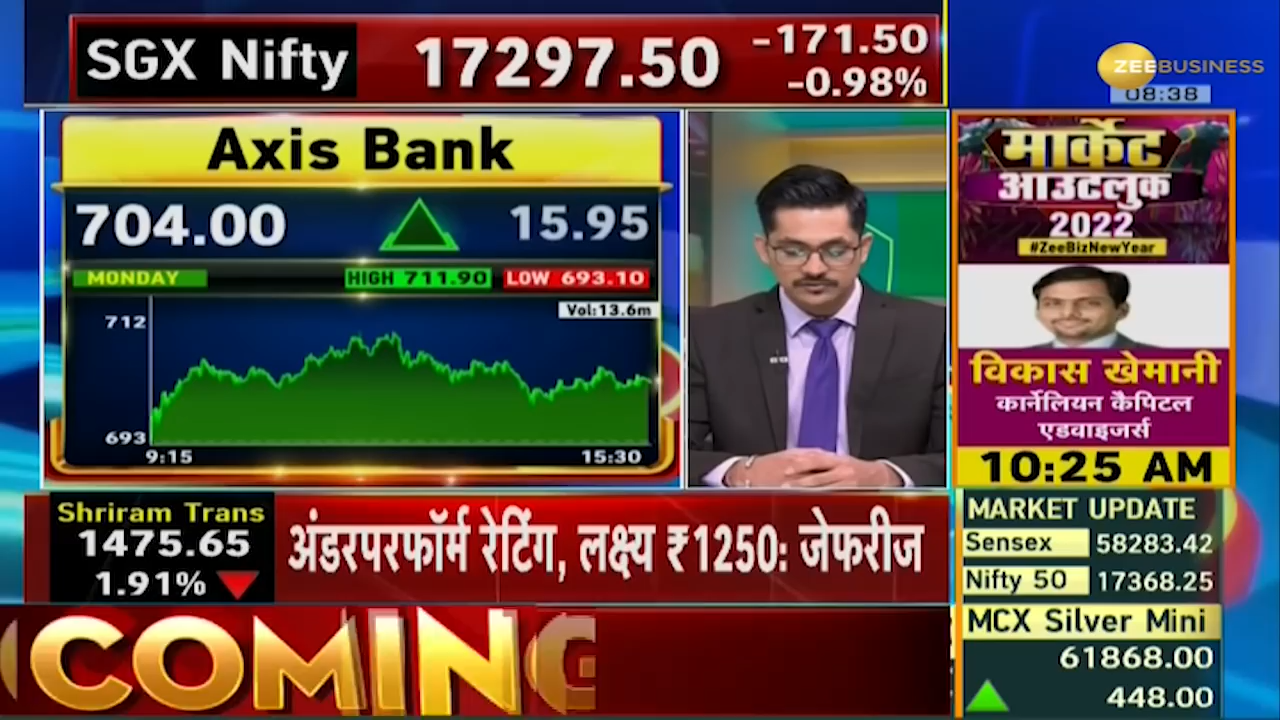 SGX Nifty
17297.50
-171.50
-0.98%
ZEEBUSINESS
08:38
Axis Bank
704.00
15.95
MONDAY
HIGH 711.90
LOW 693.10
Vol:13.6m
712
693
9:15
15:30
मार्केट
आउटलुक
2022
#ZeeBizNewYear
विकास खेमानी
कार्नेलियन कैपिटल
एडवाइजर्स
10:25 AM
Shriram Trans
1475.65
1.91%
अंडरपरफॉर्म रेटिंग, लक्ष्य ₹1250: जेफरीज
MARKET UPDATE
Sensex 58283.42
Nifty 50 17368.25
MCX Silver Mini
61868.00
448.00
COMING